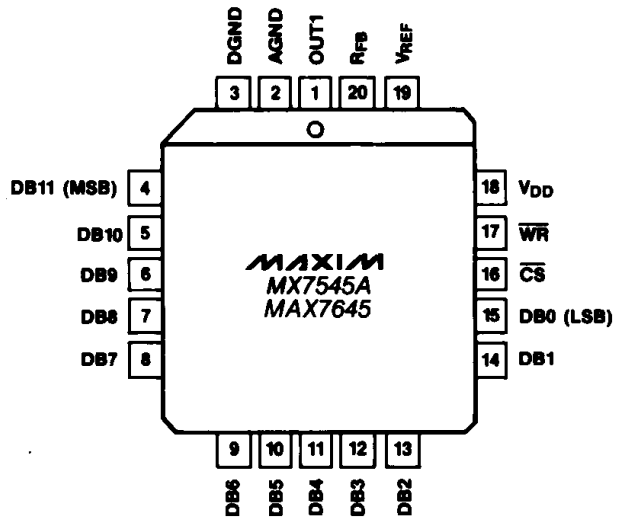 DGND AGND OUT1 RFB VREF
3 2 1 20 19
DB11 (MSB) 4 18 VDD
DB10 5 17 WR
DB9 6 16 CS
MAXIM
MX7545A
MAX7645
DB8 7 15 DB0 (LSB)
DB7 8 14 DB1
9 10 11 12 13
DB6 DB5 DB4 DB3 DB2